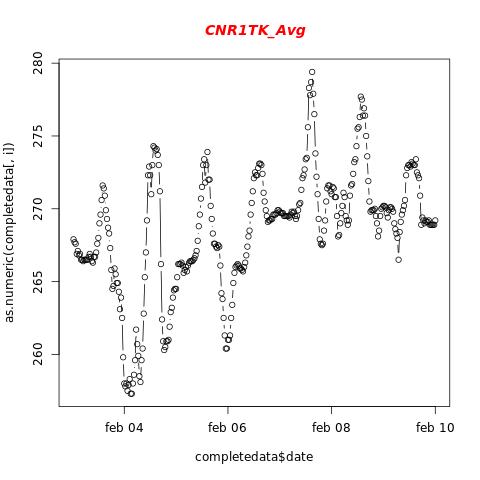 CNR1TK_Avg
as.numeric(completedata[, i])
280
275
270
265
260
feb 04
feb 06
feb 08
feb 10
completedata$date